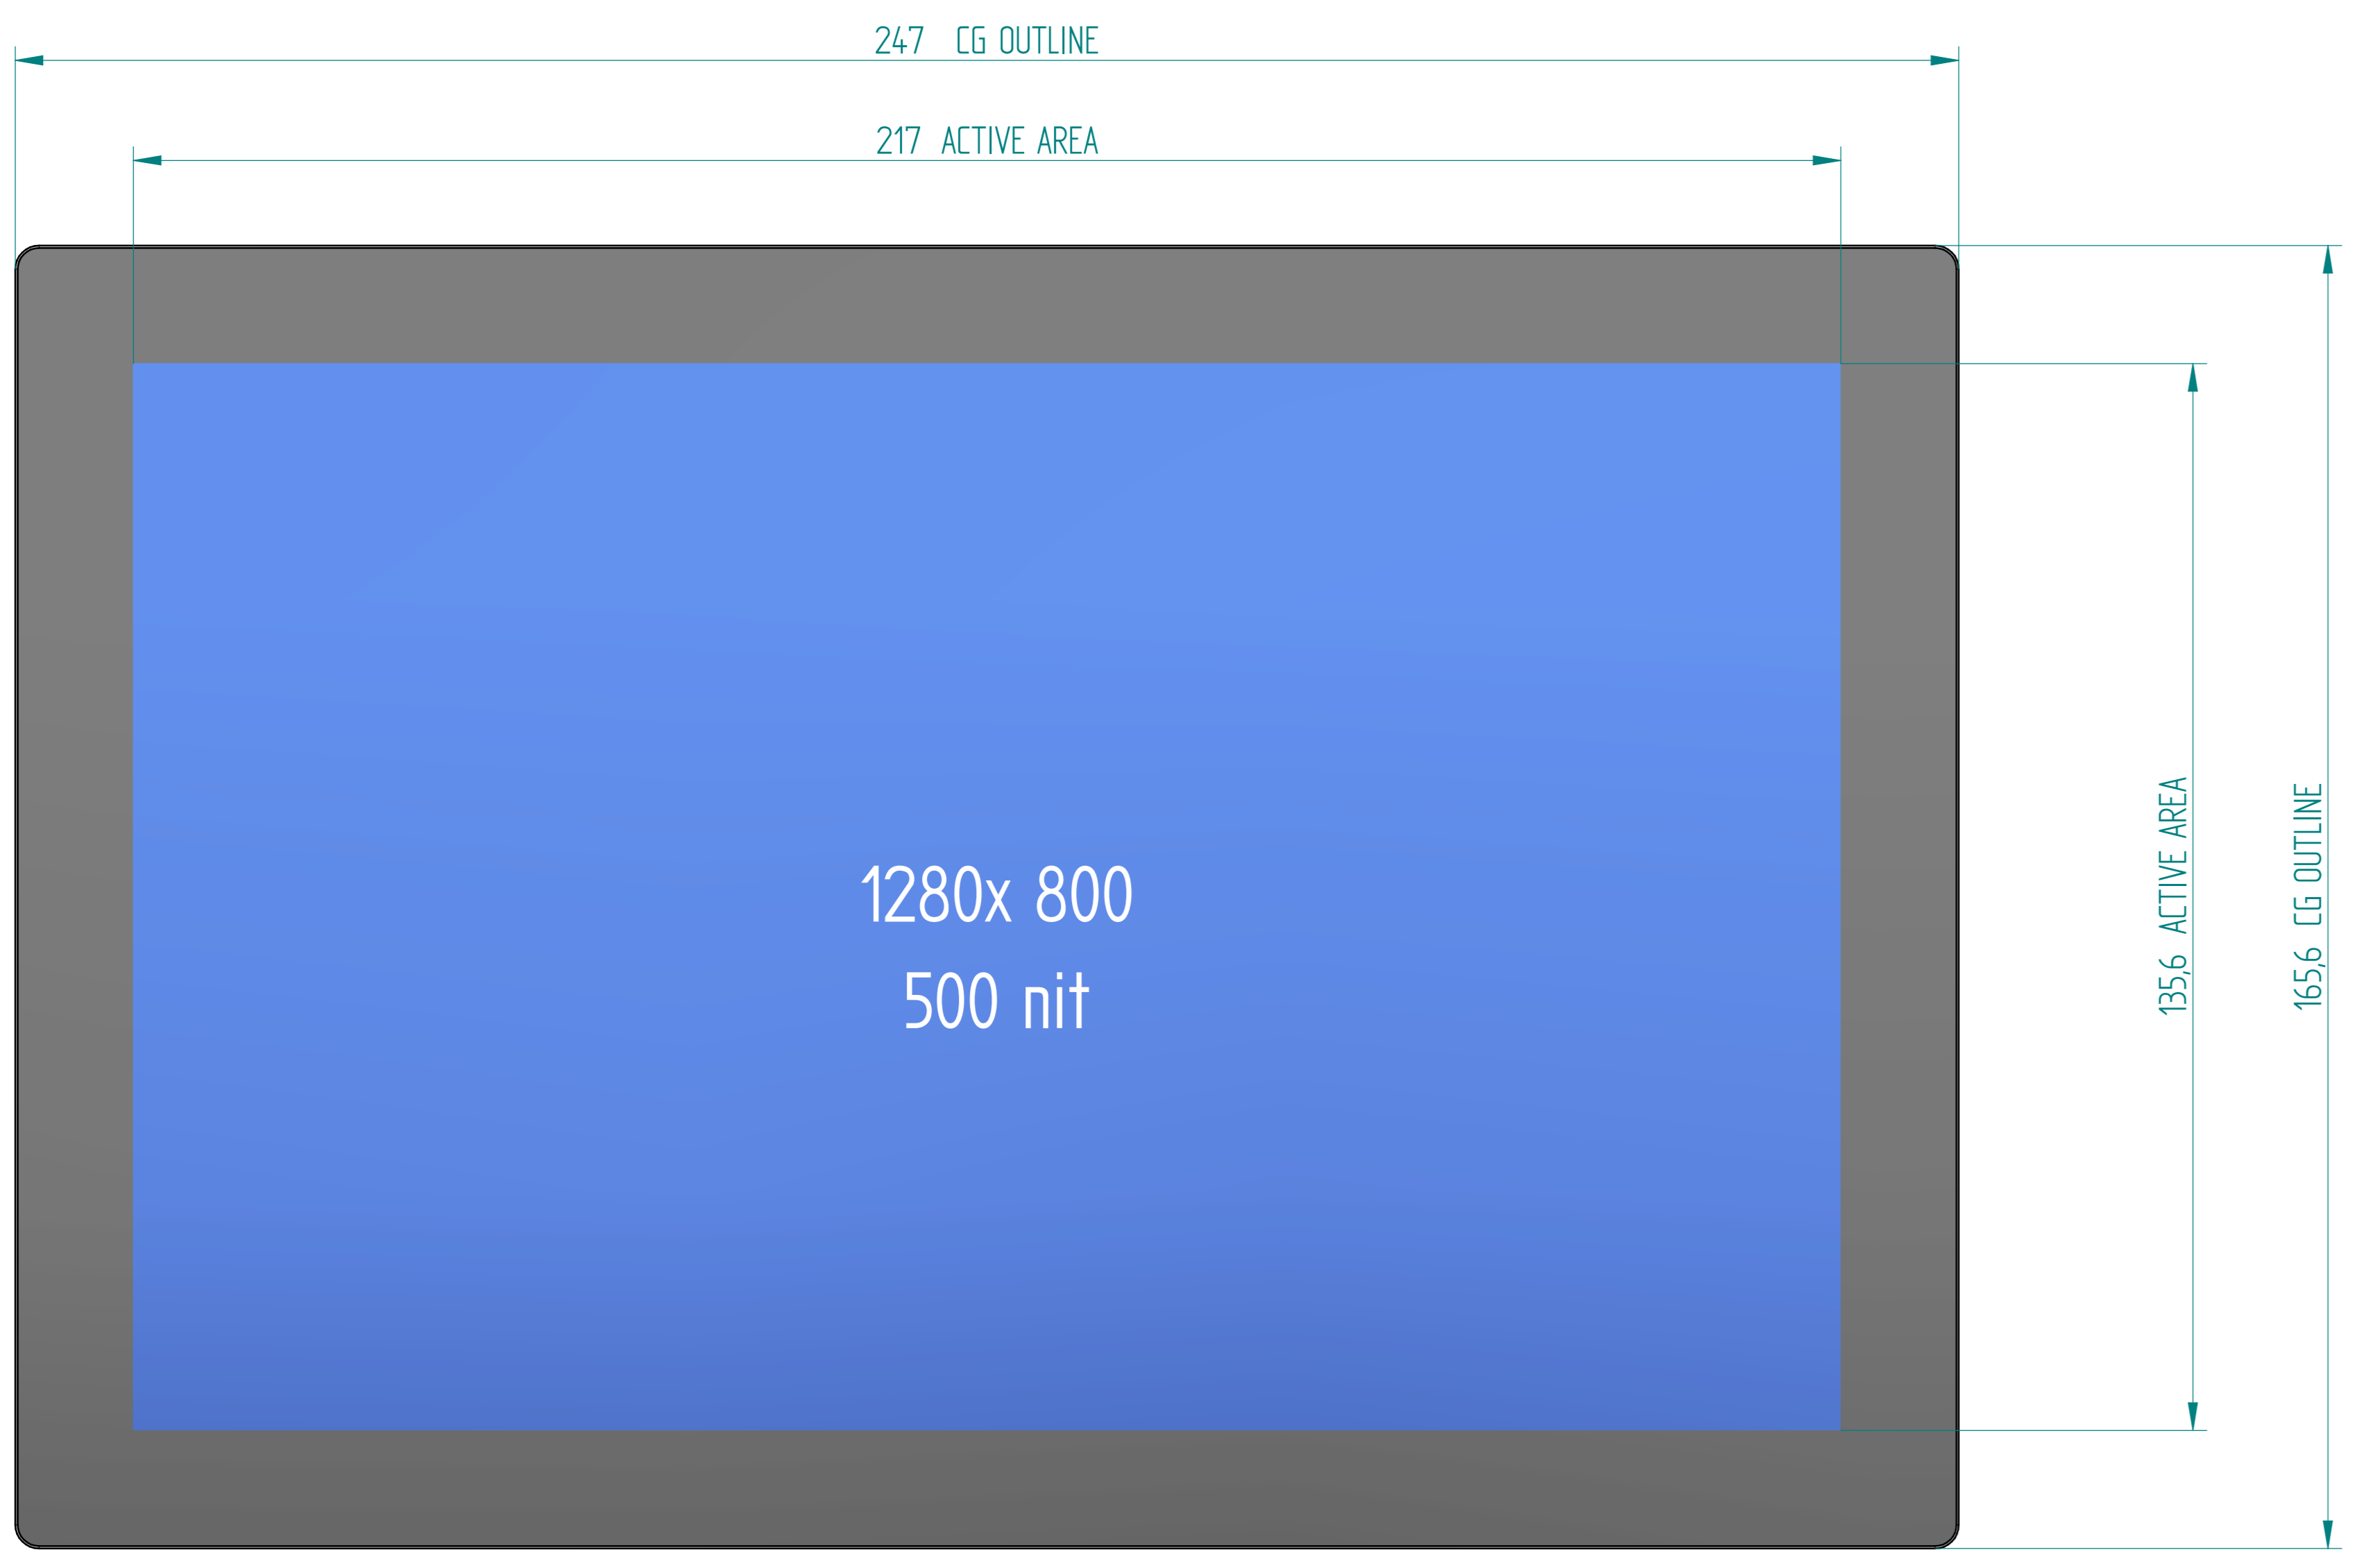 247 CG OUTLINE
217 ACTIVE AREA
1280x 800
500 nit
135,6 ACTIVE AREA
165,6 CG OUTLINE